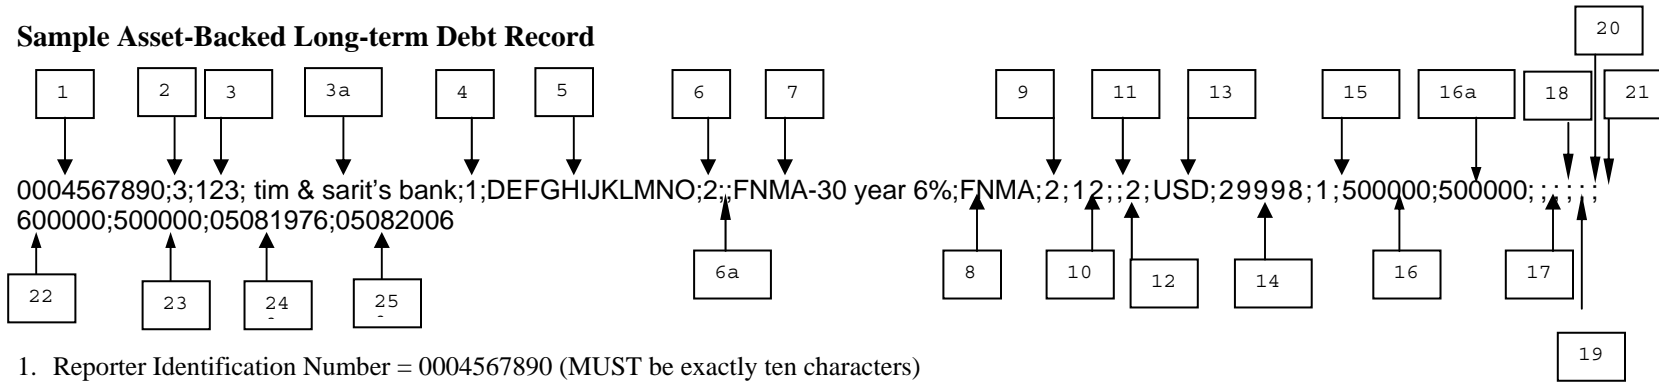 Sample Asset-Backed Long-term Debt Record
20
1 2 3 3a 4 5 6 7 9 11 13 15 16a 18 21
0004567890;3;123; tim & sarit's bank;1;DEFGHIJKLMNO;2;;FNMA-30 year 6%;FNMA;2;12;;2;USD;29998;1;500000;500000; ; ; ; ; ;
600000;500000;05081976;05082006
22 23 24 25 6a 8 10 12 14 16 17
19
1. Reporter Identification Number = 0004567890 (MUST be exactly ten characters)